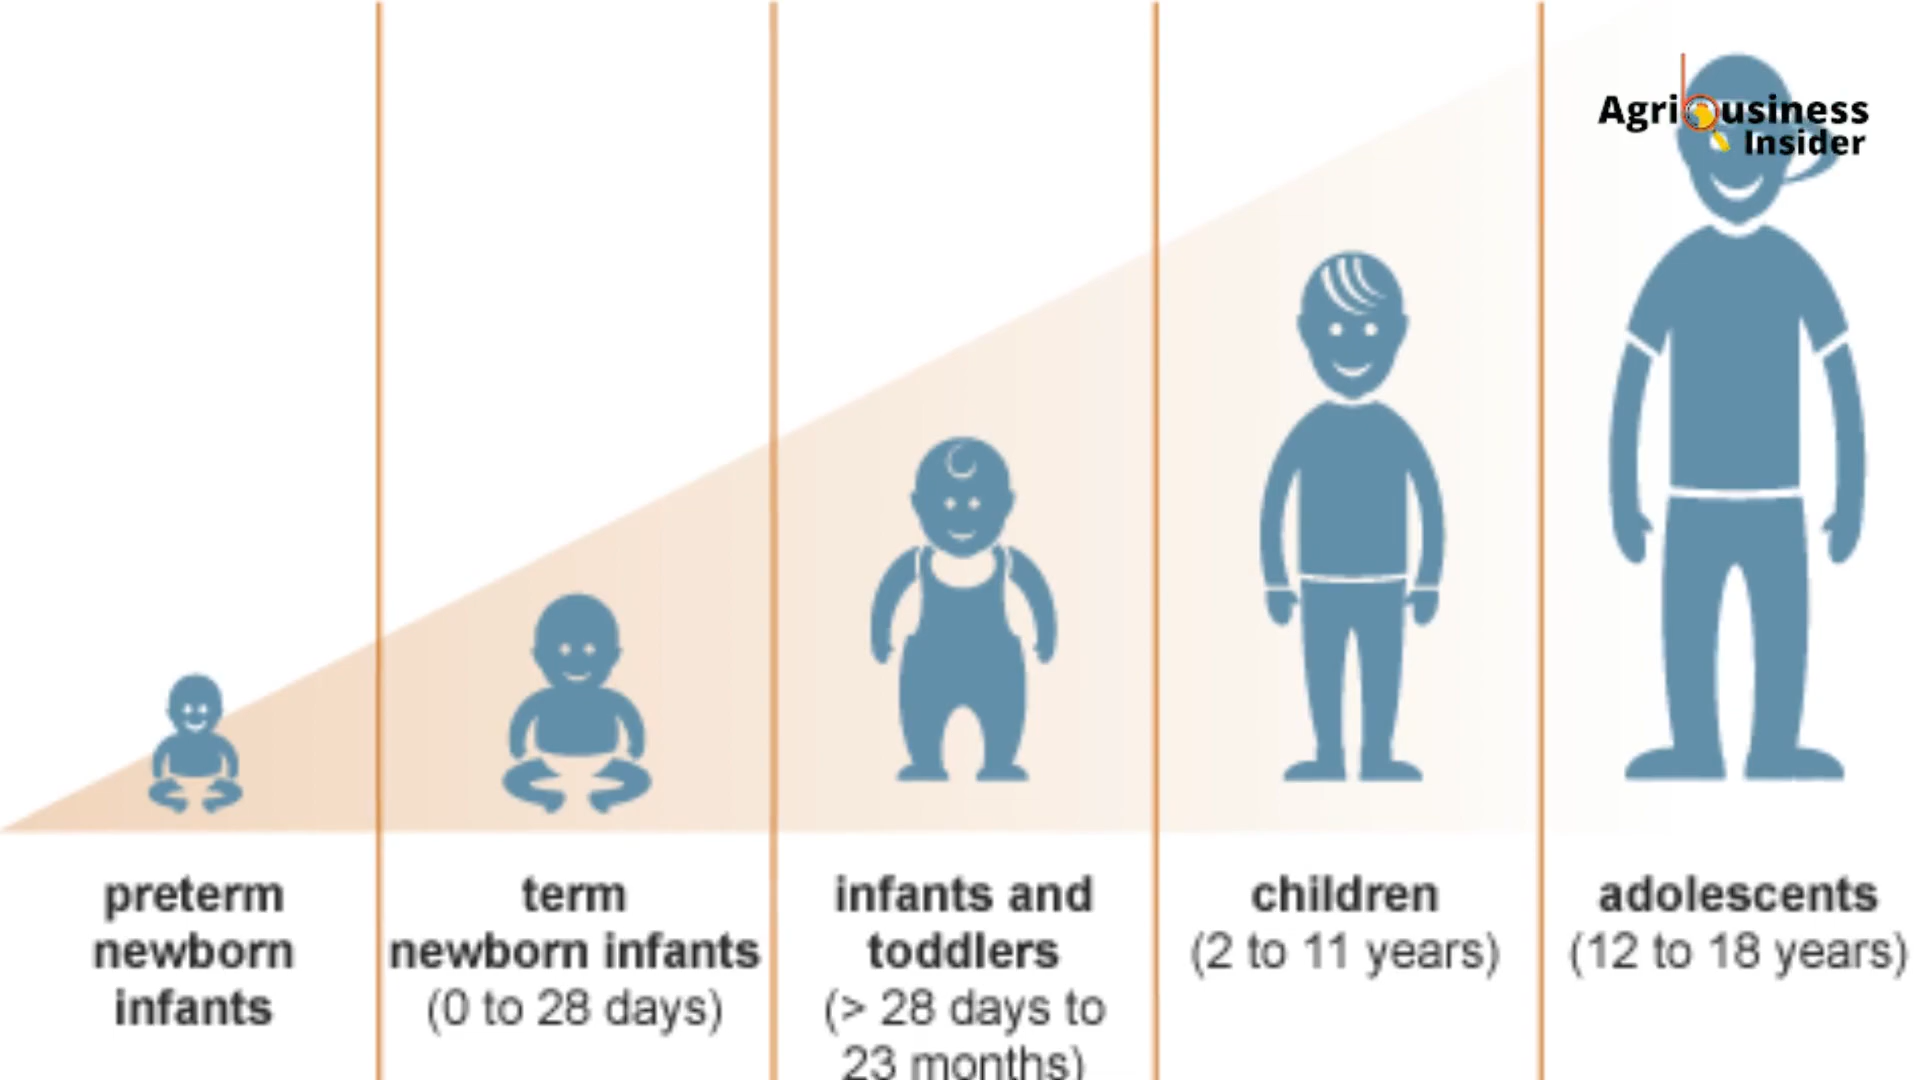 Agribusiness
Insider
preterm
newborn
infants
term
newborn infants
(0 to 28 days)
infants and
toddlers
(> 28 days to
23 months)
children
(2 to 11 years)
adolescents
(12 to 18 years)